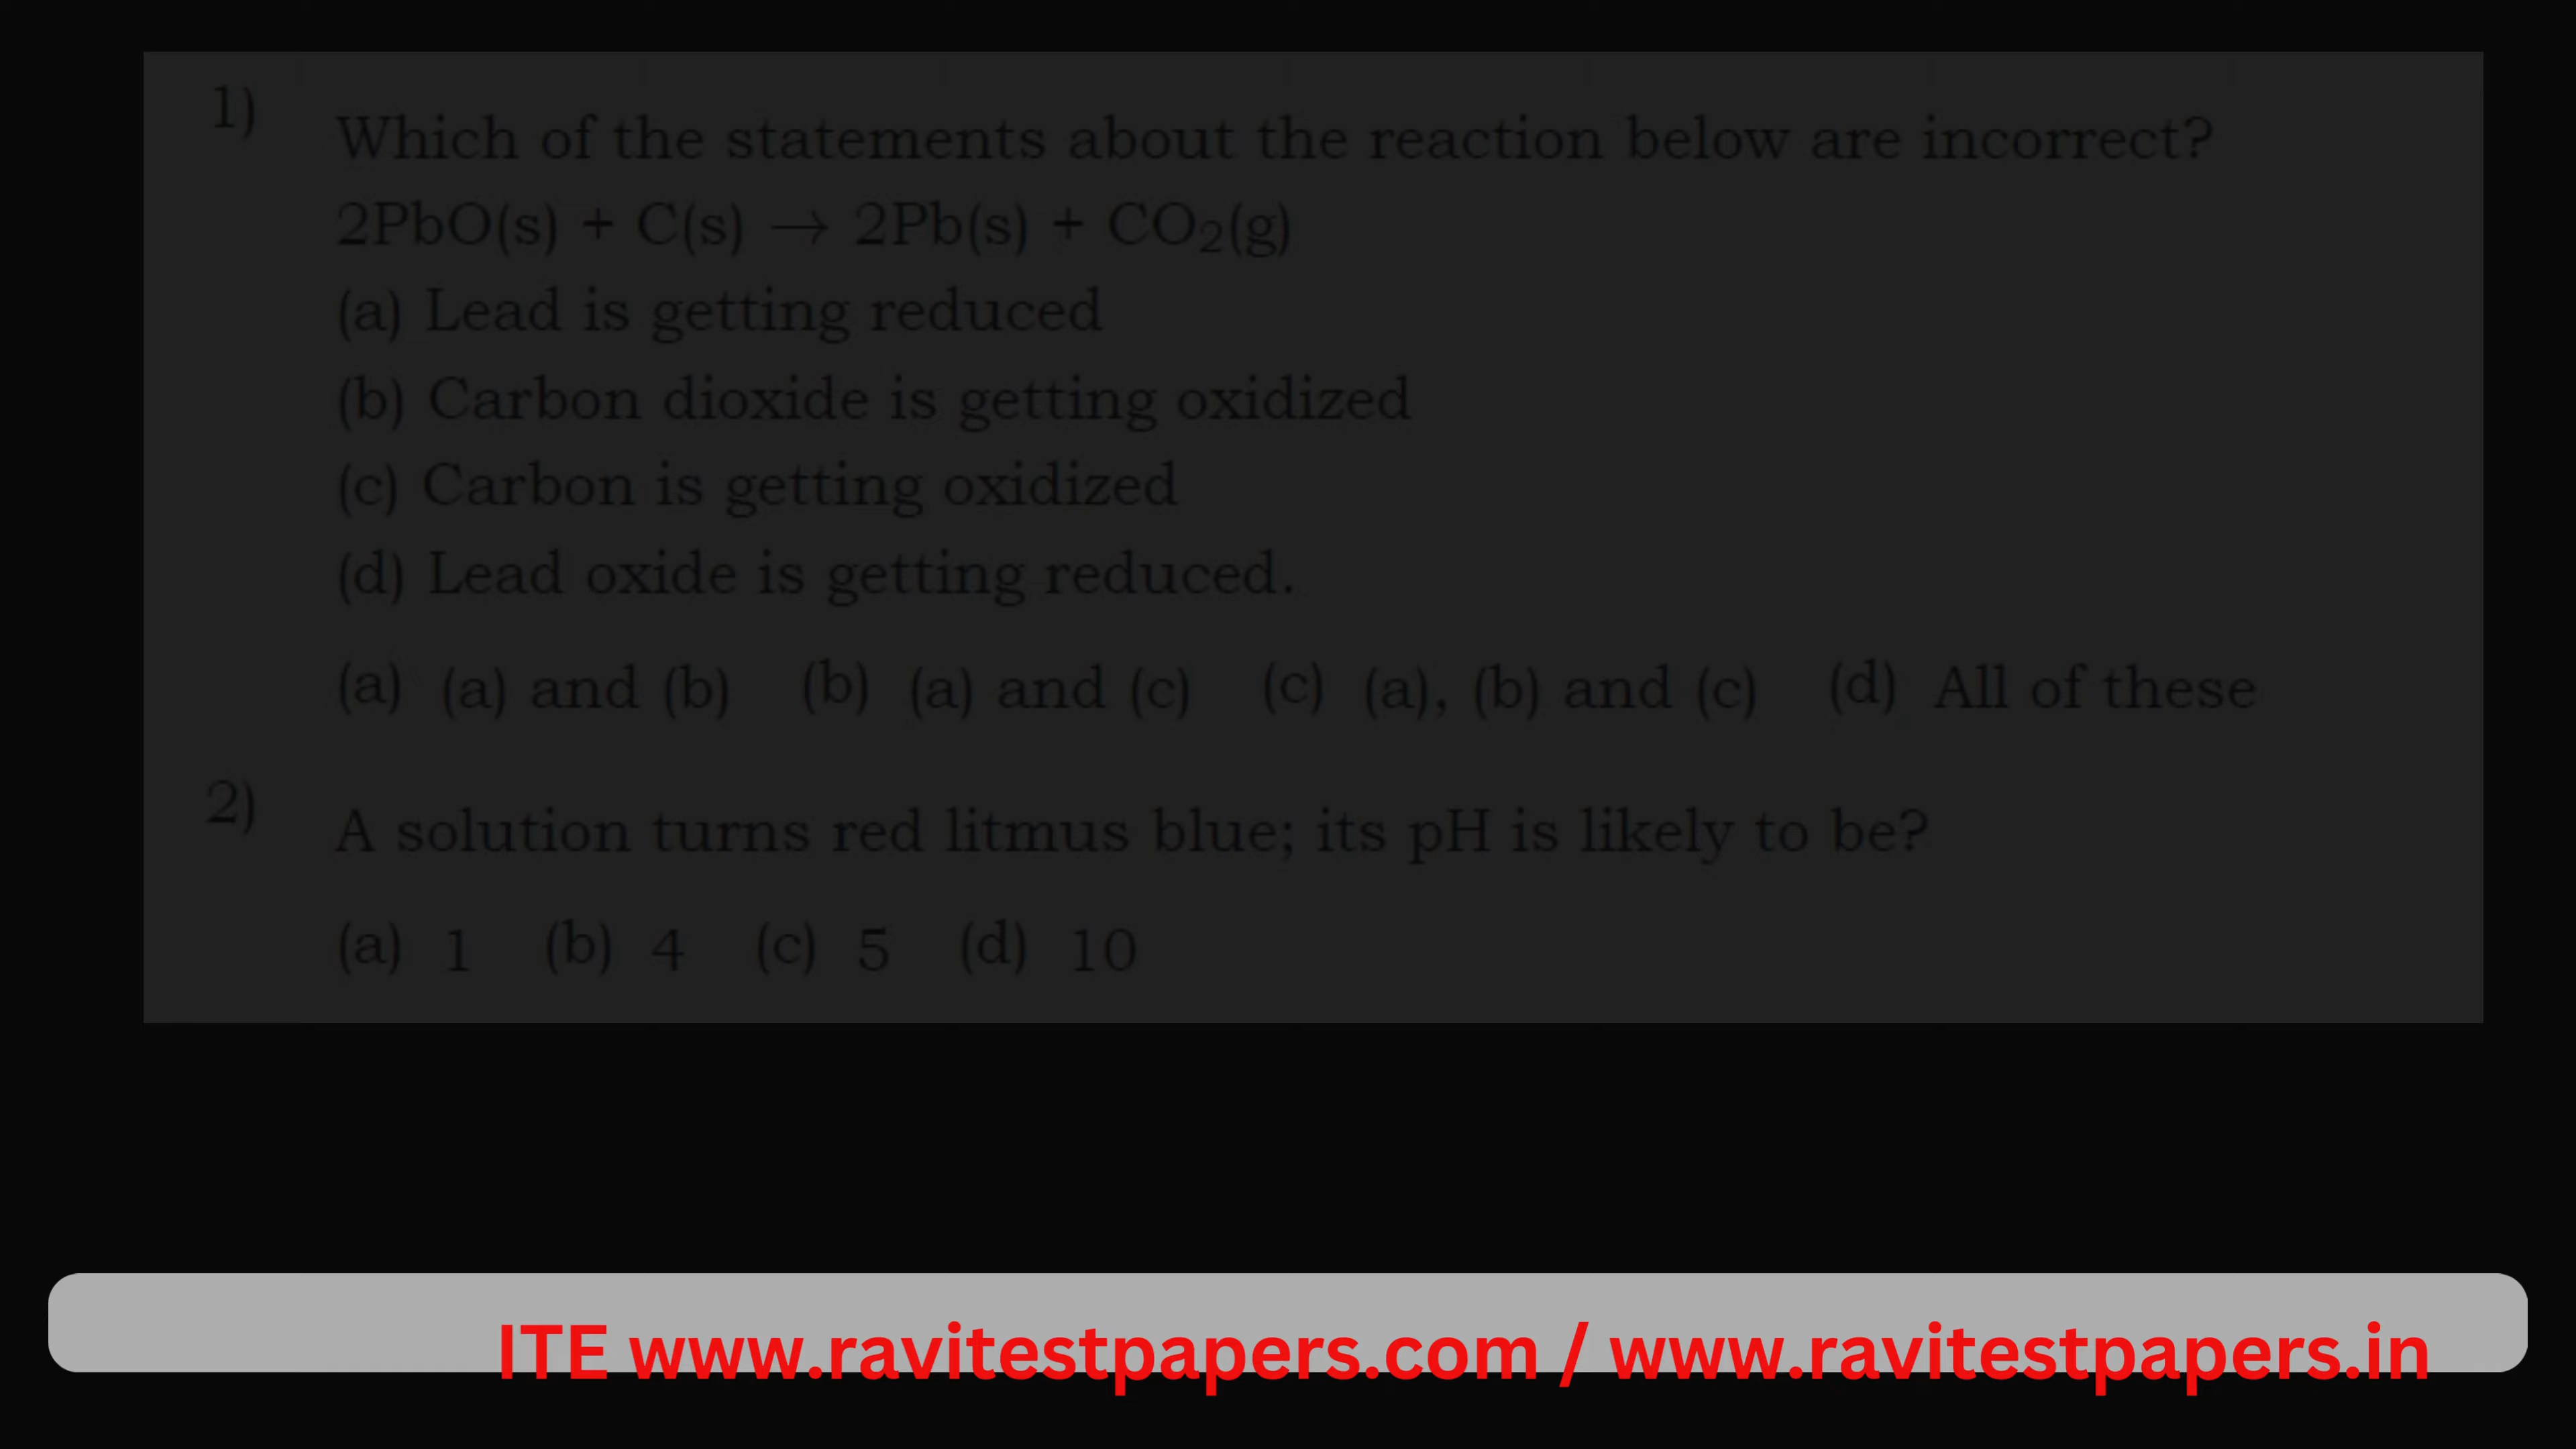 1) Which of the statements about the reaction below are incorrect?
2PbO(s) + C(s) → 2Pb(s) + CO₂(g)
(a) Lead is getting reduced
(b) Carbon dioxide is getting oxidized
(c) Carbon is getting oxidized
(d) Lead oxide is getting reduced.
(a) (a) and (b) (b) (a) and (c) (c) (a), (b) and (c) (d) All of these
2) A solution turns red litmus blue; its pH is likely to be?
(a) 1 (b) 4 (c) 5 (d) 10
ITE www.ravitestpapers.com / www.ravitestpapers.in